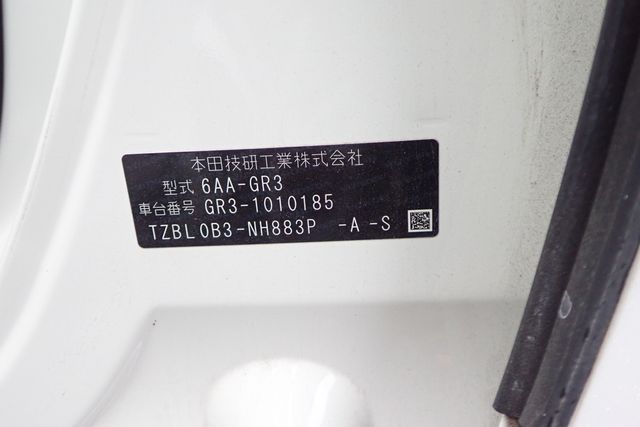 本田技研工業株式会社
型式 6AA-GR3
車台番号 GR3-1010185
TZBL0B3-NH883P -A -S